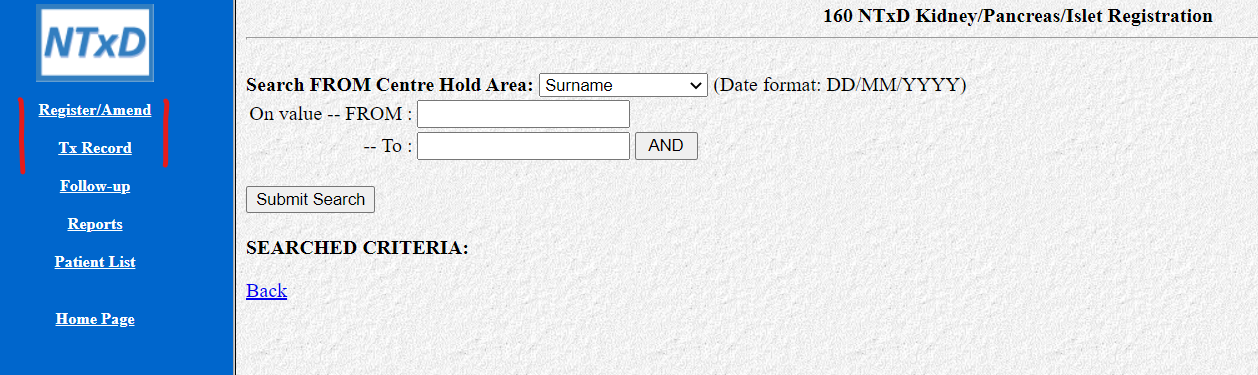 NTxD
Register/Amend
Tx Record
Follow-up
Reports
Patient List
Home Page
160 NTxD Kidney/Pancreas/Islet Registration
Search FROM Centre Hold Area: Surname (Date format: DD/MM/YYYY)
On value -- FROM :
-- To : AND
Submit Search
SEARCHED CRITERIA:
Back